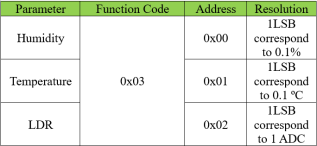 Parameter Function Code Address Resolution
Humidity 0x03 0x00 1LSB
correspond
to 0.1%
Temperature 0x01 1LSB
correspond
to 0.1 ºC
LDR 0x02 1LSB
correspond
to 1 ADC